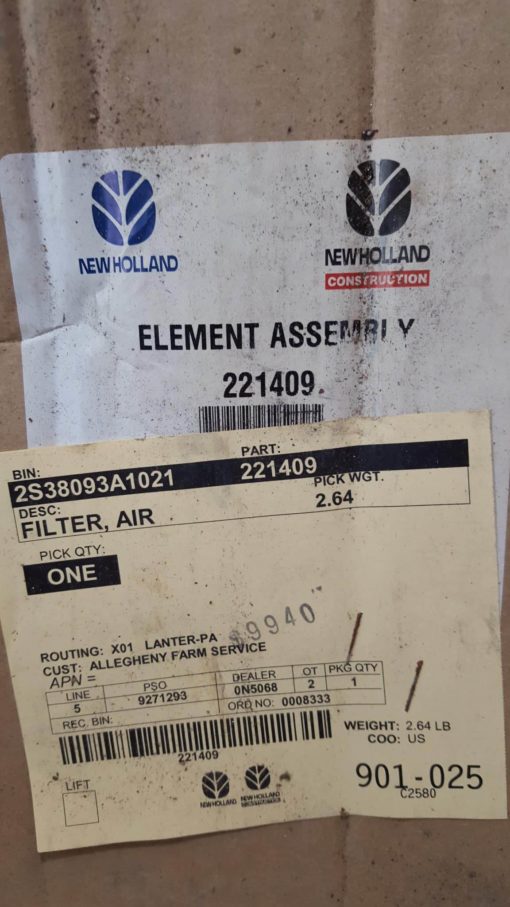 NEW HOLLAND
NEW HOLLAND
CONSTRUCTION
ELEMENT ASSEMBLY
221409
BIN: PART:
2S38093A1021 221409
DESC: PICK WGT.
FILTER, AIR 2.64
PICK QTY:
ONE
$9940
ROUTING: X01 LANTER-PA
CUST: ALLEGHENY FARM SERVICE
APN =
LINE PSO DEALER OT PKG QTY
5 9271293 0N5068 2 1
REC. BIN: ORD NO: 0008333
221409
WEIGHT: 2.64 LB
COO: US
LIFT
NEW HOLLAND NEW HOLLAND
901-025
C2580